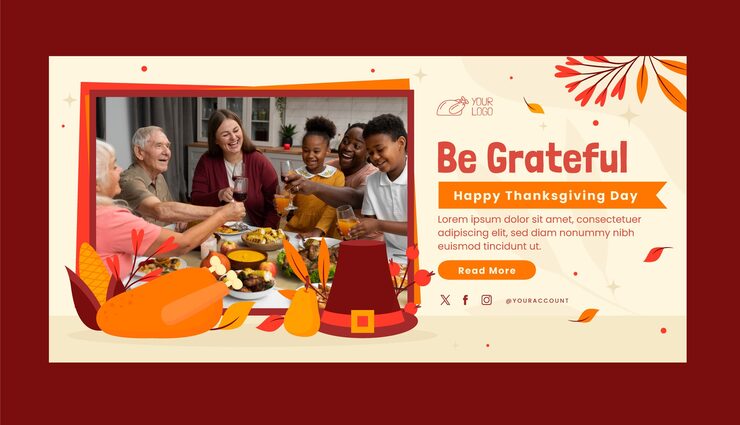 YOUR
LOGO
Be Grateful
Happy Thanksgiving Day
Lorem ipsum dolor sit amet, consectetuer
adipiscing elit, sed diam nonummy nibh
euismod tincidunt ut.
Read More
@YOURACCOUNT